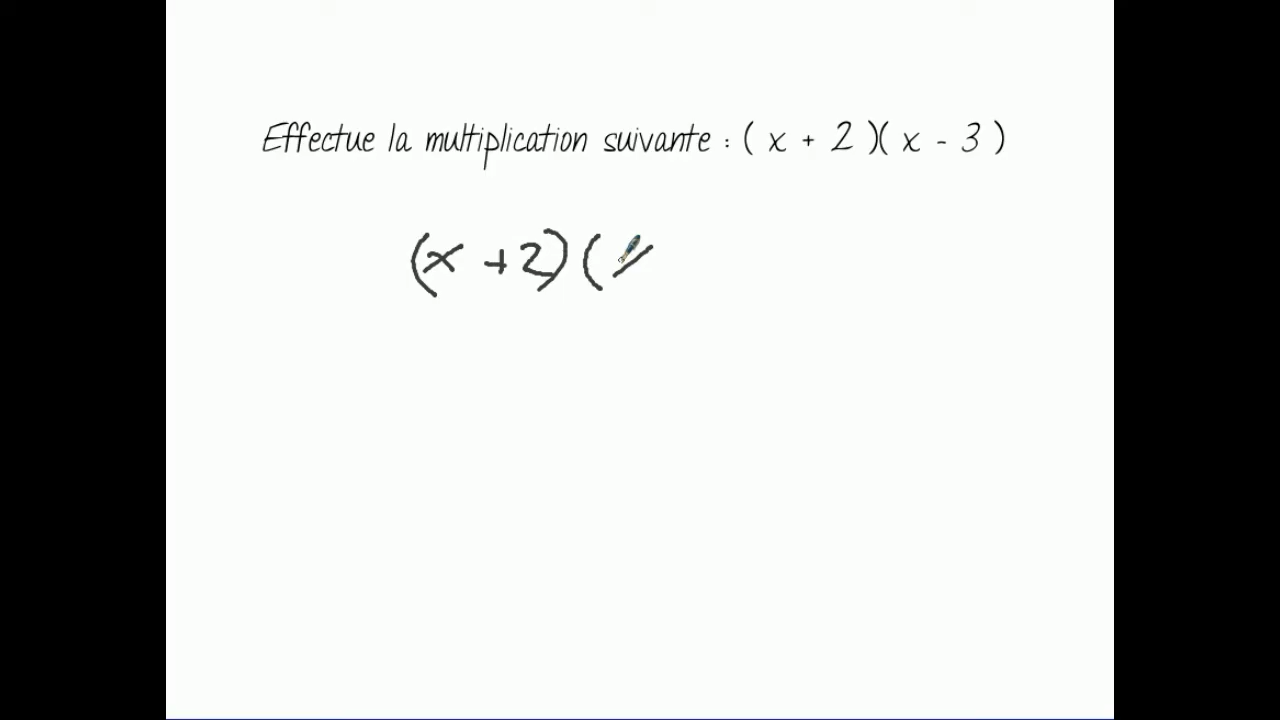 Effectue la multiplication suivante : ( x + 2 )( x - 3 )
(x + 2) (